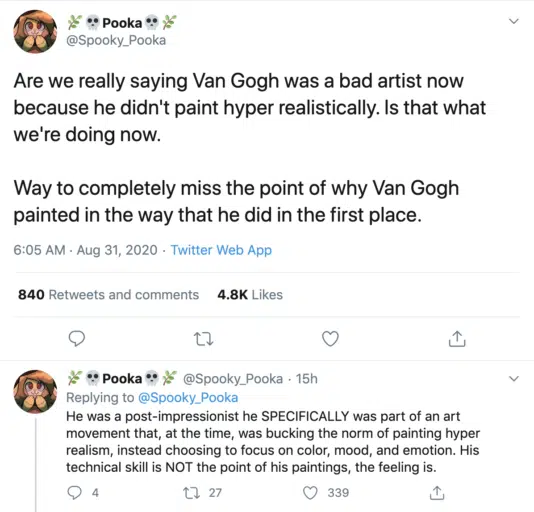 🌿💀Pooka💀🌿
@Spooky_Pooka
Are we really saying Van Gogh was a bad artist now
because he didn't paint hyper realistically. Is that what
we're doing now.
Way to completely miss the point of why Van Gogh
painted in the way that he did in the first place.
6:05 AM · Aug 31, 2020 · Twitter Web App
840 Retweets and comments 4.8K Likes
🌿💀Pooka💀🌿 @Spooky_Pooka · 15h
Replying to @Spooky_Pooka
He was a post-impressionist he SPECIFICALLY was part of an art
movement that, at the time, was bucking the norm of painting hyper
realism, instead choosing to focus on color, mood, and emotion. His
technical skill is NOT the point of his paintings, the feeling is.
4 27 339